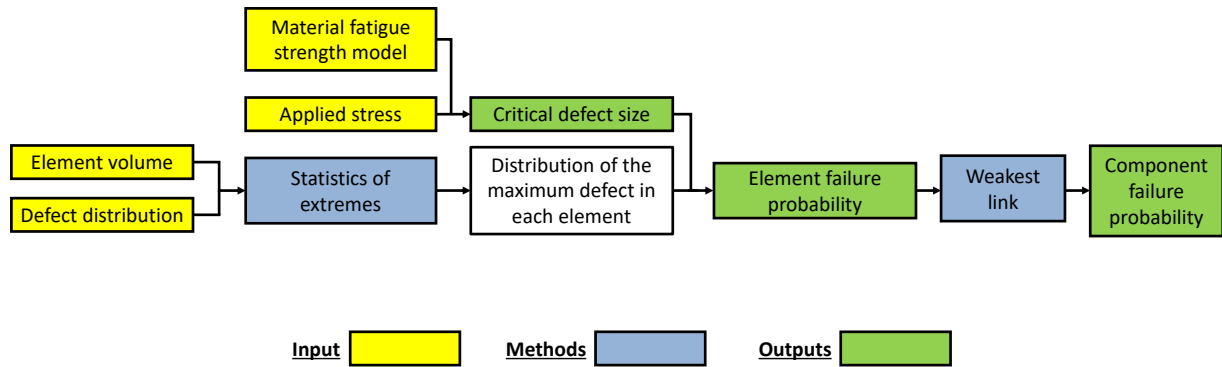 Material fatigue
strength model
Applied stress
Critical defect size
Element volume
Defect distribution
Statistics of
extremes
Distribution of the
maximum defect in
each element
Element failure
probability
Weakest
link
Component
failure
probability
Input
Methods
Outputs